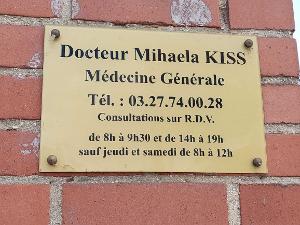 Docteur Mihaela KISS
Médecine Générale
Tél. : 03.27.74.00.28
Consultations sur R.D.V.
de 8h à 9h30 et de 14h à 19h
sauf jeudi et samedi de 8h à 12h